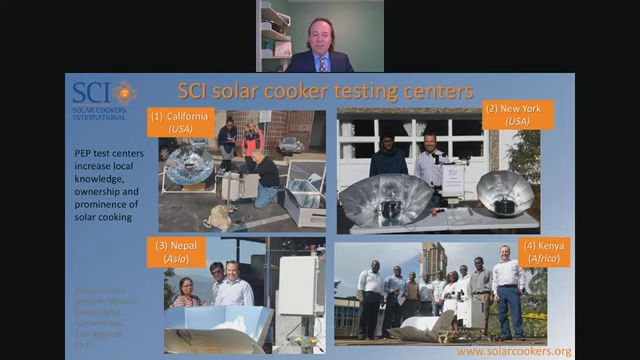 SCI solar cooker testing centers
SCI
SOLAR COOKERS
INTERNATIONAL
(1) California
(USA)
(2) New York
(USA)
PEP test centers
increase local
knowledge,
ownership and
prominence of
solar cooking
(3) Nepal
(Asia)
(4) Kenya
(Africa)
www.solarcookers.org